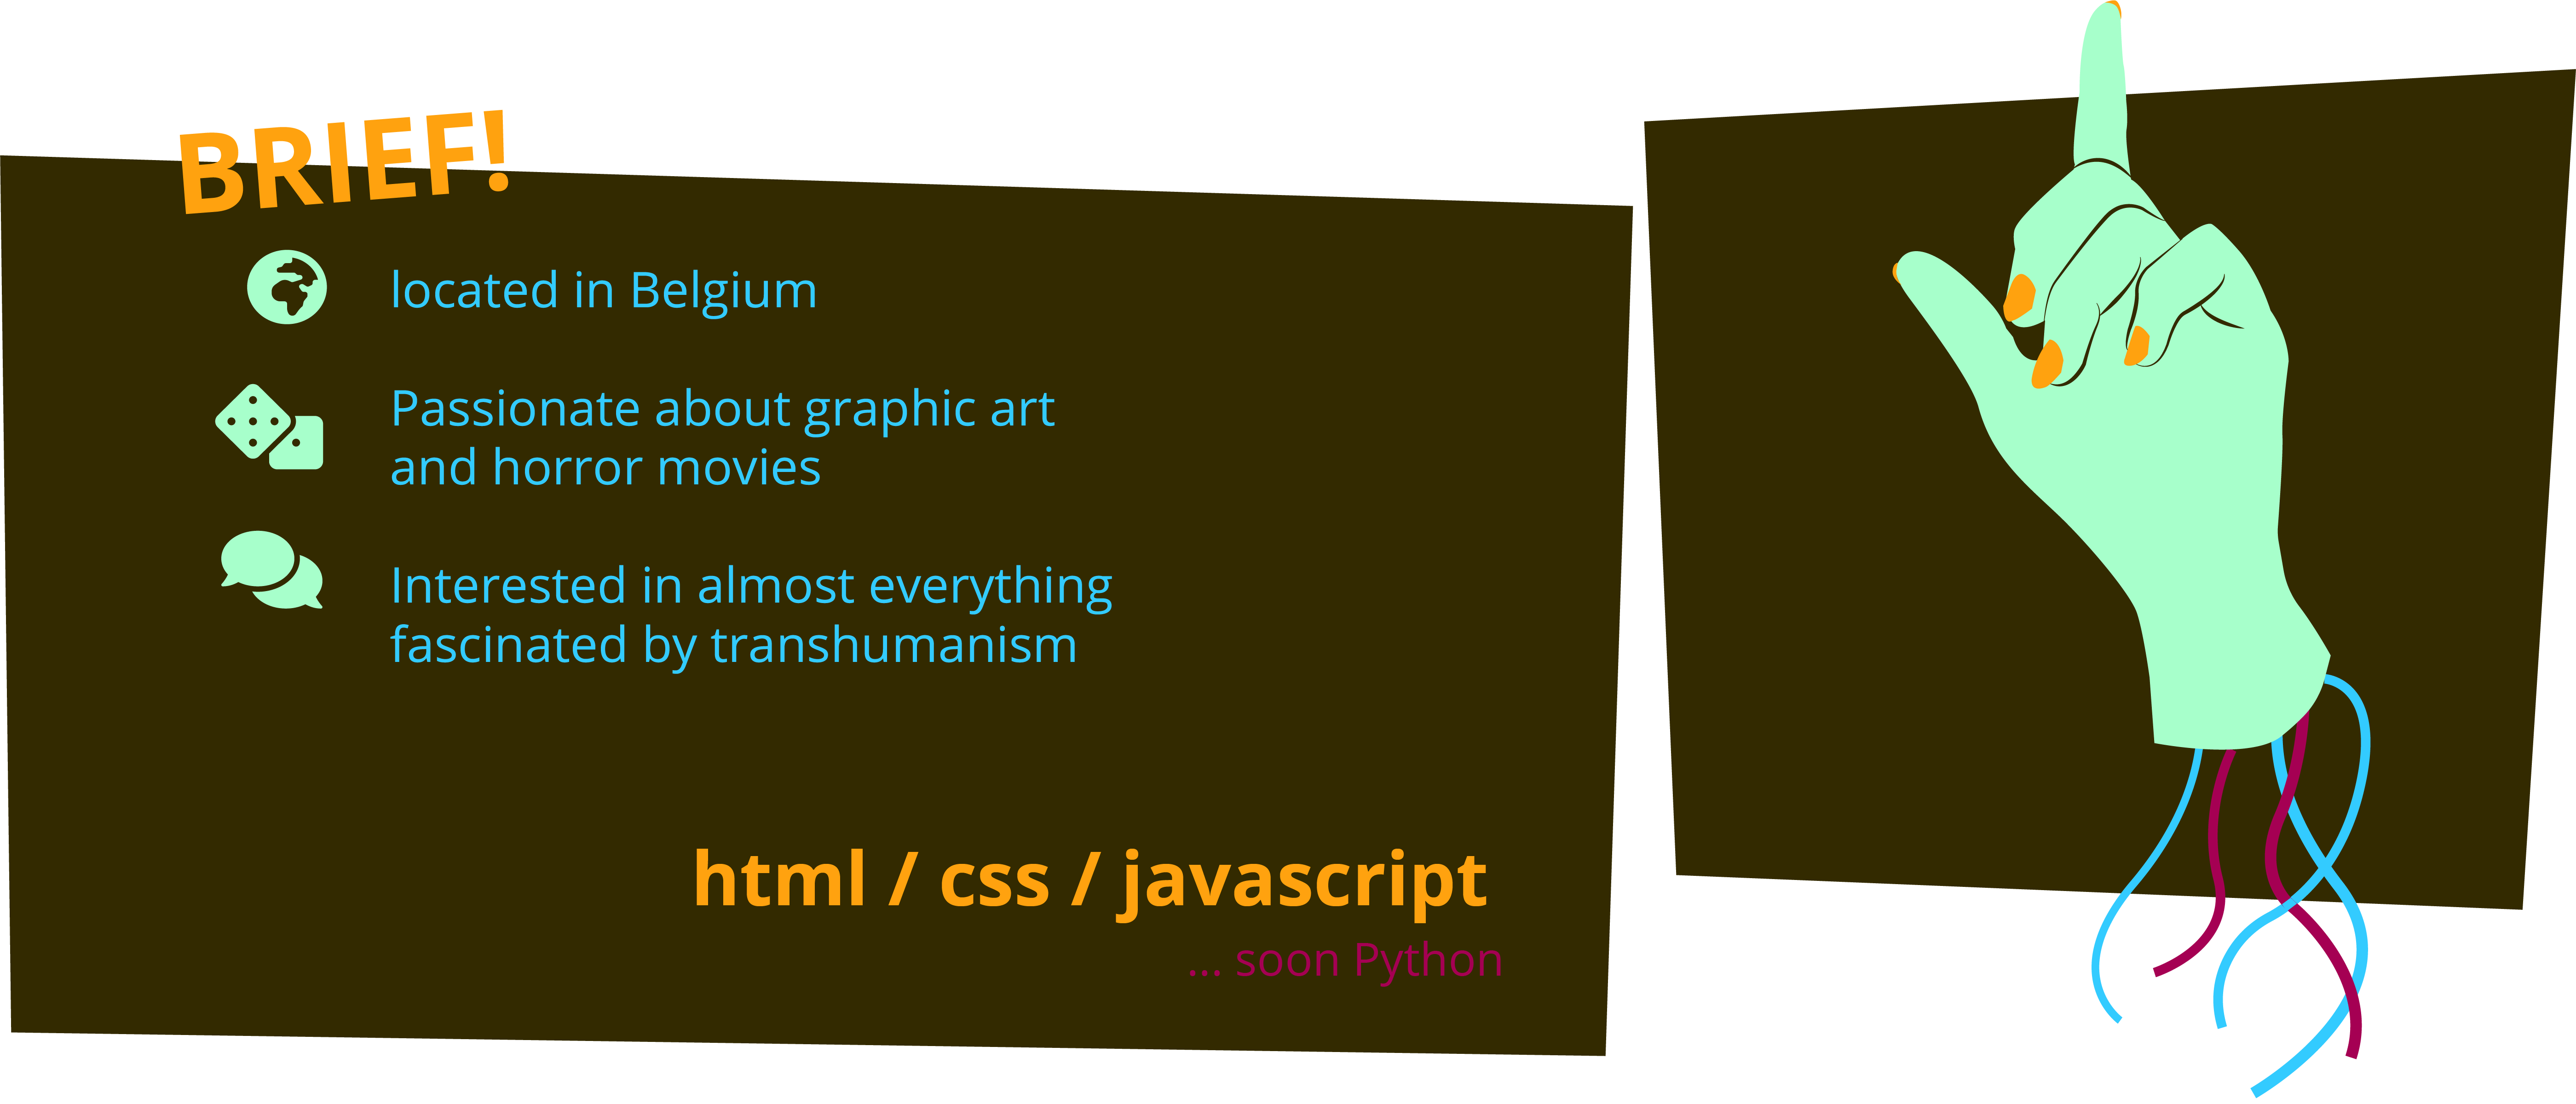 BRIEF!
located in Belgium
Passionate about graphic art
and horror movies
Interested in almost everything
fascinated by transhumanism
html / css / javascript
... soon Python